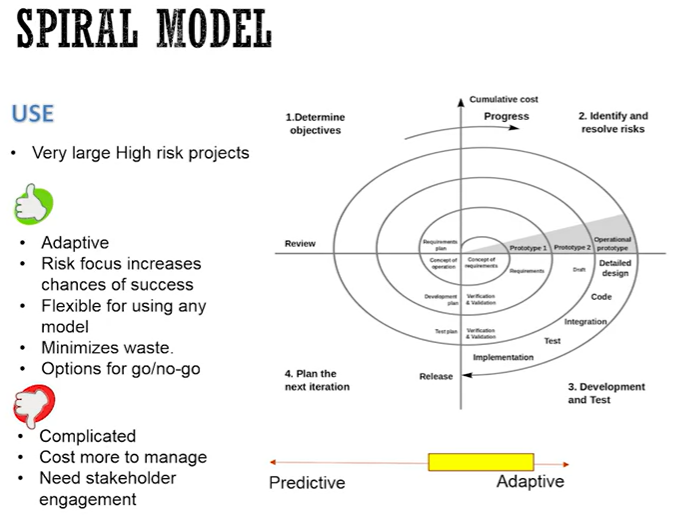 SPIRAL MODEL
USE
• Very large High risk projects
• Adaptive
• Risk focus increases
chances of success
• Flexible for using any
model
• Minimizes waste.
• Options for go/no-go
• Complicated
• Cost more to manage
• Need stakeholder
engagement
Cumulative cost
Progress
1.Determine
objectives
2. Identify and
resolve risks
Review
Requirements
plan
Prototype 1
Prototype 2
Operational
prototype
Concept of
operation
Concept of
requirements
Requirements
Draft
Detailed
design
Development
plan
Verification
& Validation
Code
Integration
Test plan
Verification
& Validation
Test
Implementation
Release
4. Plan the
next iteration
3. Development
and Test
Predictive
Adaptive